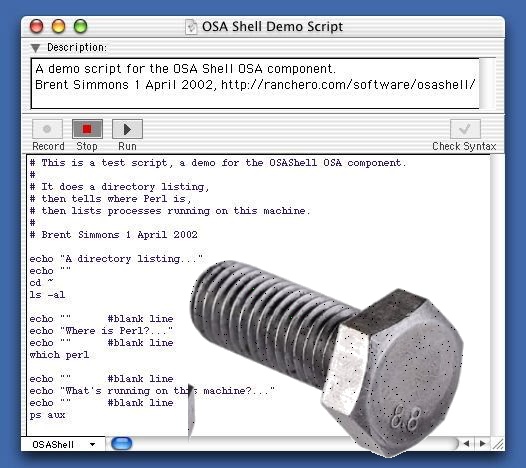 OSA Shell Demo Script
Description:
A demo script for the OSA Shell OSA component.
Brent Simmons 1 April 2002, http://ranchero.com/software/osashell/
Record Stop Run Check Syntax
# This is a test script, a demo for the OSAShell OSA component.
#
# It does a directory listing,
# then tells where Perl is,
# then lists processes running on this machine.
#
# Brent Simmons 1 April 2002
echo "A directory listing..."
echo ""
cd ~
ls -al
echo "" #blank line
echo "Where is Perl?..."
echo "" #blank line
which perl
echo "" #blank line
echo "What's running on this machine?..."
echo "" #blank line
ps aux
8.8
OSAShell